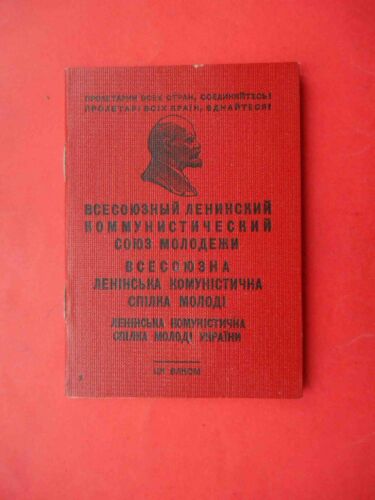 ПРОЛЕТАРИИ ВСЕХ СТРАН, СОЕДИНЯЙТЕСЬ!
ПРОЛЕТАРІ ВСІХ КРАЇН, ЄДНАЙТЕСЯ!
ВСЕСОЮЗНЫЙ ЛЕНИНСКИЙ
КОММУНИСТИЧЕСКИЙ
СОЮЗ МОЛОДЕЖИ
ВСЕСОЮЗНА
ЛЕНІНСЬКА КОМУНІСТИЧНА
СПІЛКА МОЛОДІ
ЛЕНІНСЬКА КОМУНІСТИЧНА
СПІЛКА МОЛОДІ УКРАЇНИ
ЦК ВЛКСМ